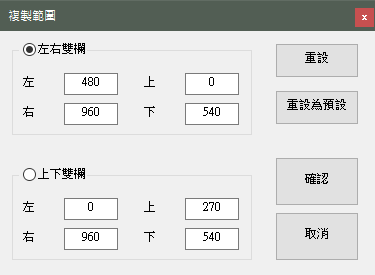 複製範圍
x
左右雙欄
左 480 上 0
右 960 下 540
上下雙欄
左 0 上 270
右 960 下 540
重設
重設為預設
確認
取消